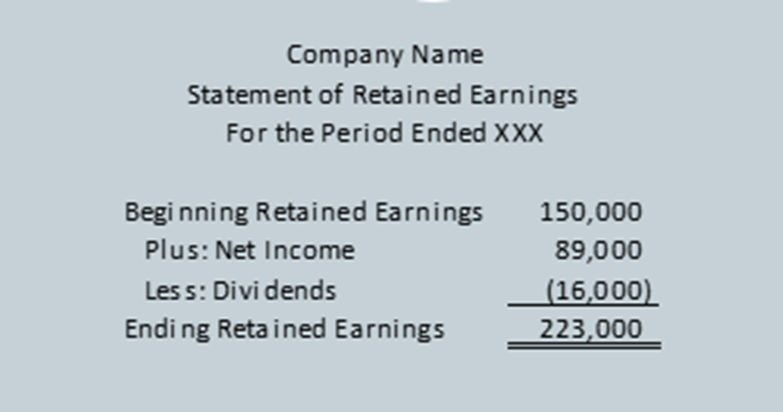 Company Name
Statement of Retained Earnings
For the Period Ended XXX
Beginning Retained Earnings 150,000
Plus: Net Income 89,000
Less: Dividends (16,000)
Ending Retained Earnings 223,000